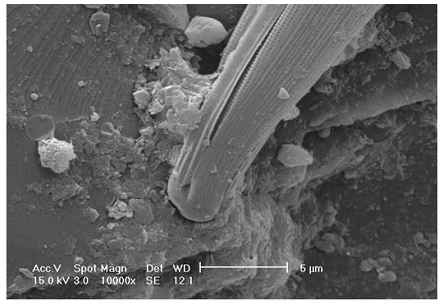 Acc.V Spot Magn Det WD 5 µm
15.0 kV 3.0 10000x SE 12.1